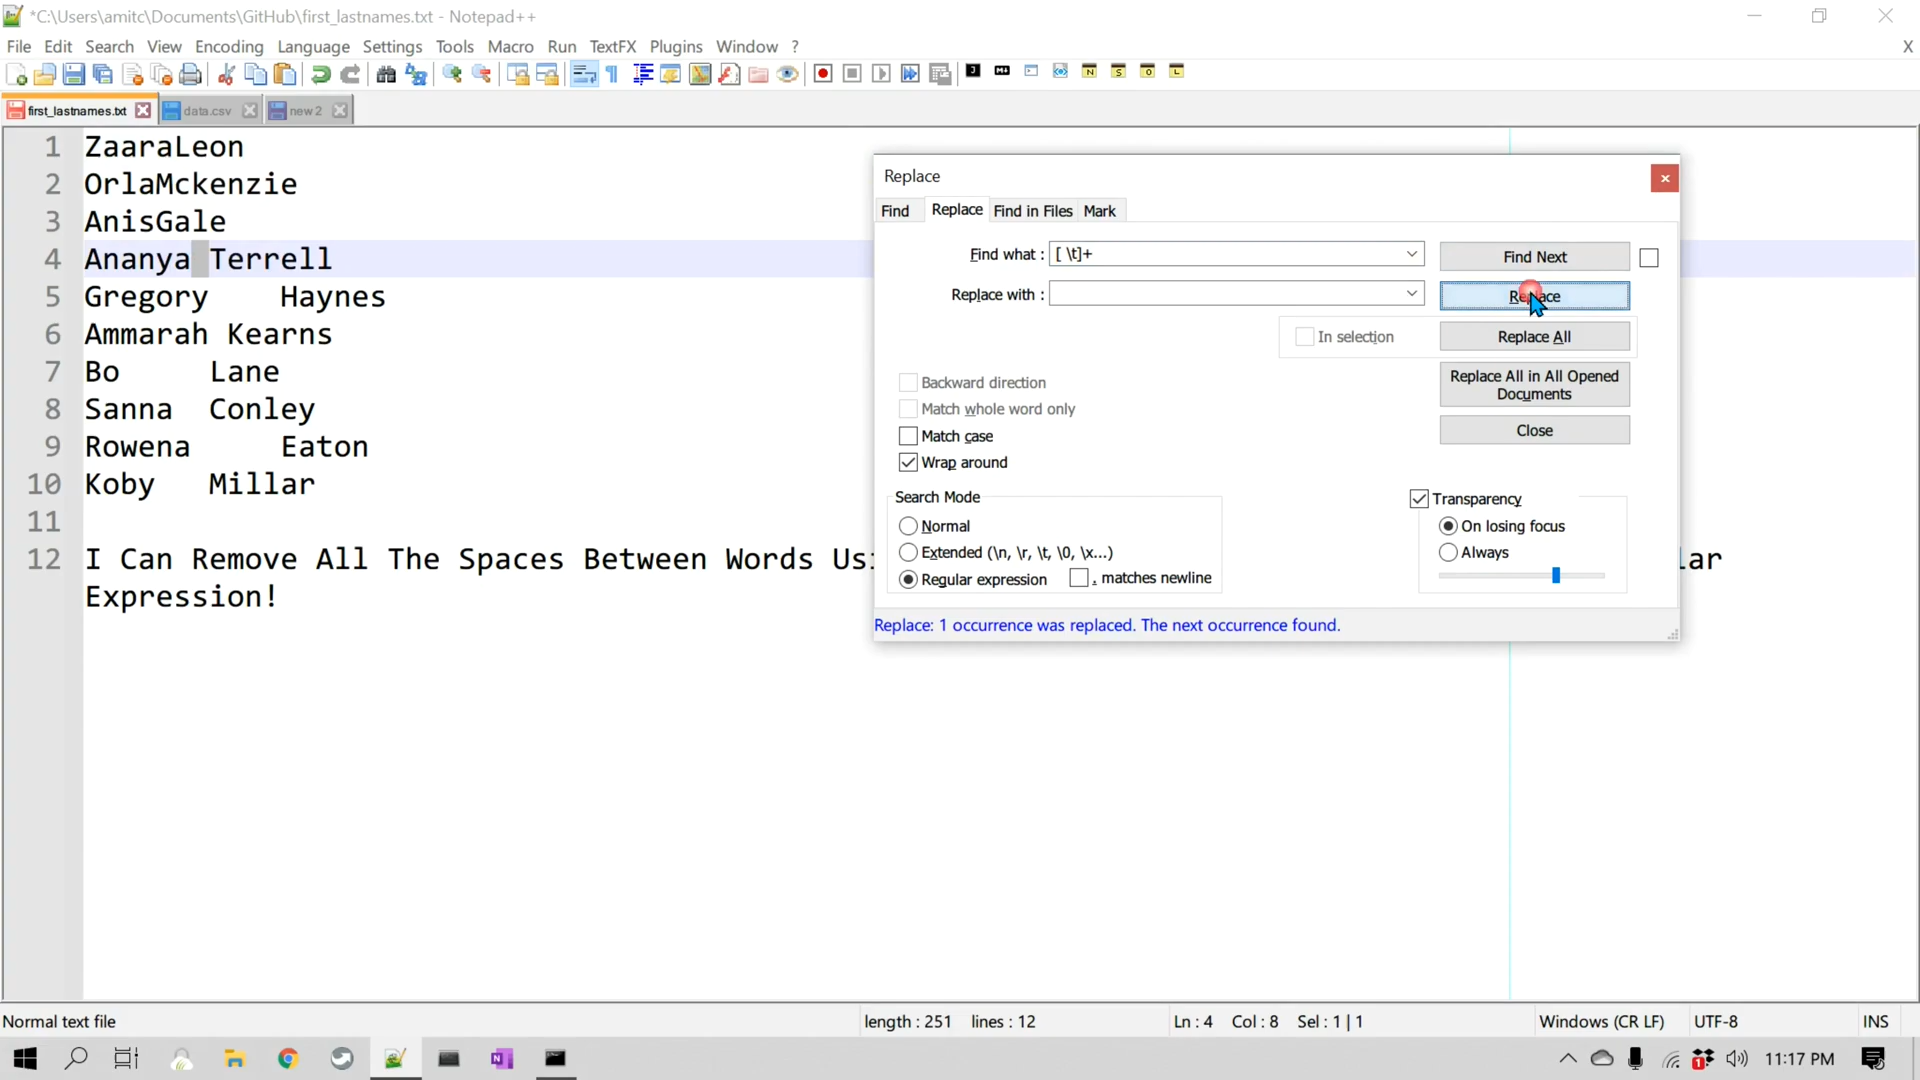 *C:\Users\amitc\Documents\GitHub\first_lastnames.txt - Notepad++
File Edit Search View Encoding Language Settings Tools Macro Run TextFX Plugins Window ? X
first_lastnames.txt data.csv new 2
1 ZaaraLeon
2 OrlaMckenzie
3 AnisGale
4 Ananya Terrell
5 Gregory    Haynes
6 Ammarah Kearns
7 Bo     Lane
8 Sanna  Conley
9 Rowena     Eaton
10 Koby   Millar
11
12 I Can Remove All The Spaces Between Words Us lar
Expression!
Replace
Find Replace Find in Files Mark
Find what : [ \t]+ Find Next
Replace with : Replace
In selection Replace All
Replace All in All Opened
Documents
Close
Backward direction
Match whole word only
Match case
Wrap around
Search Mode
Normal
Extended (\n, \r, \t, \0, \x...)
Regular expression . matches newline
Transparency
On losing focus
Always
Replace: 1 occurrence was replaced. The next occurrence found.
Normal text file length : 251 lines : 12 Ln : 4 Col : 8 Sel : 1 | 1 Windows (CR LF) UTF-8 INS
11:17 PM